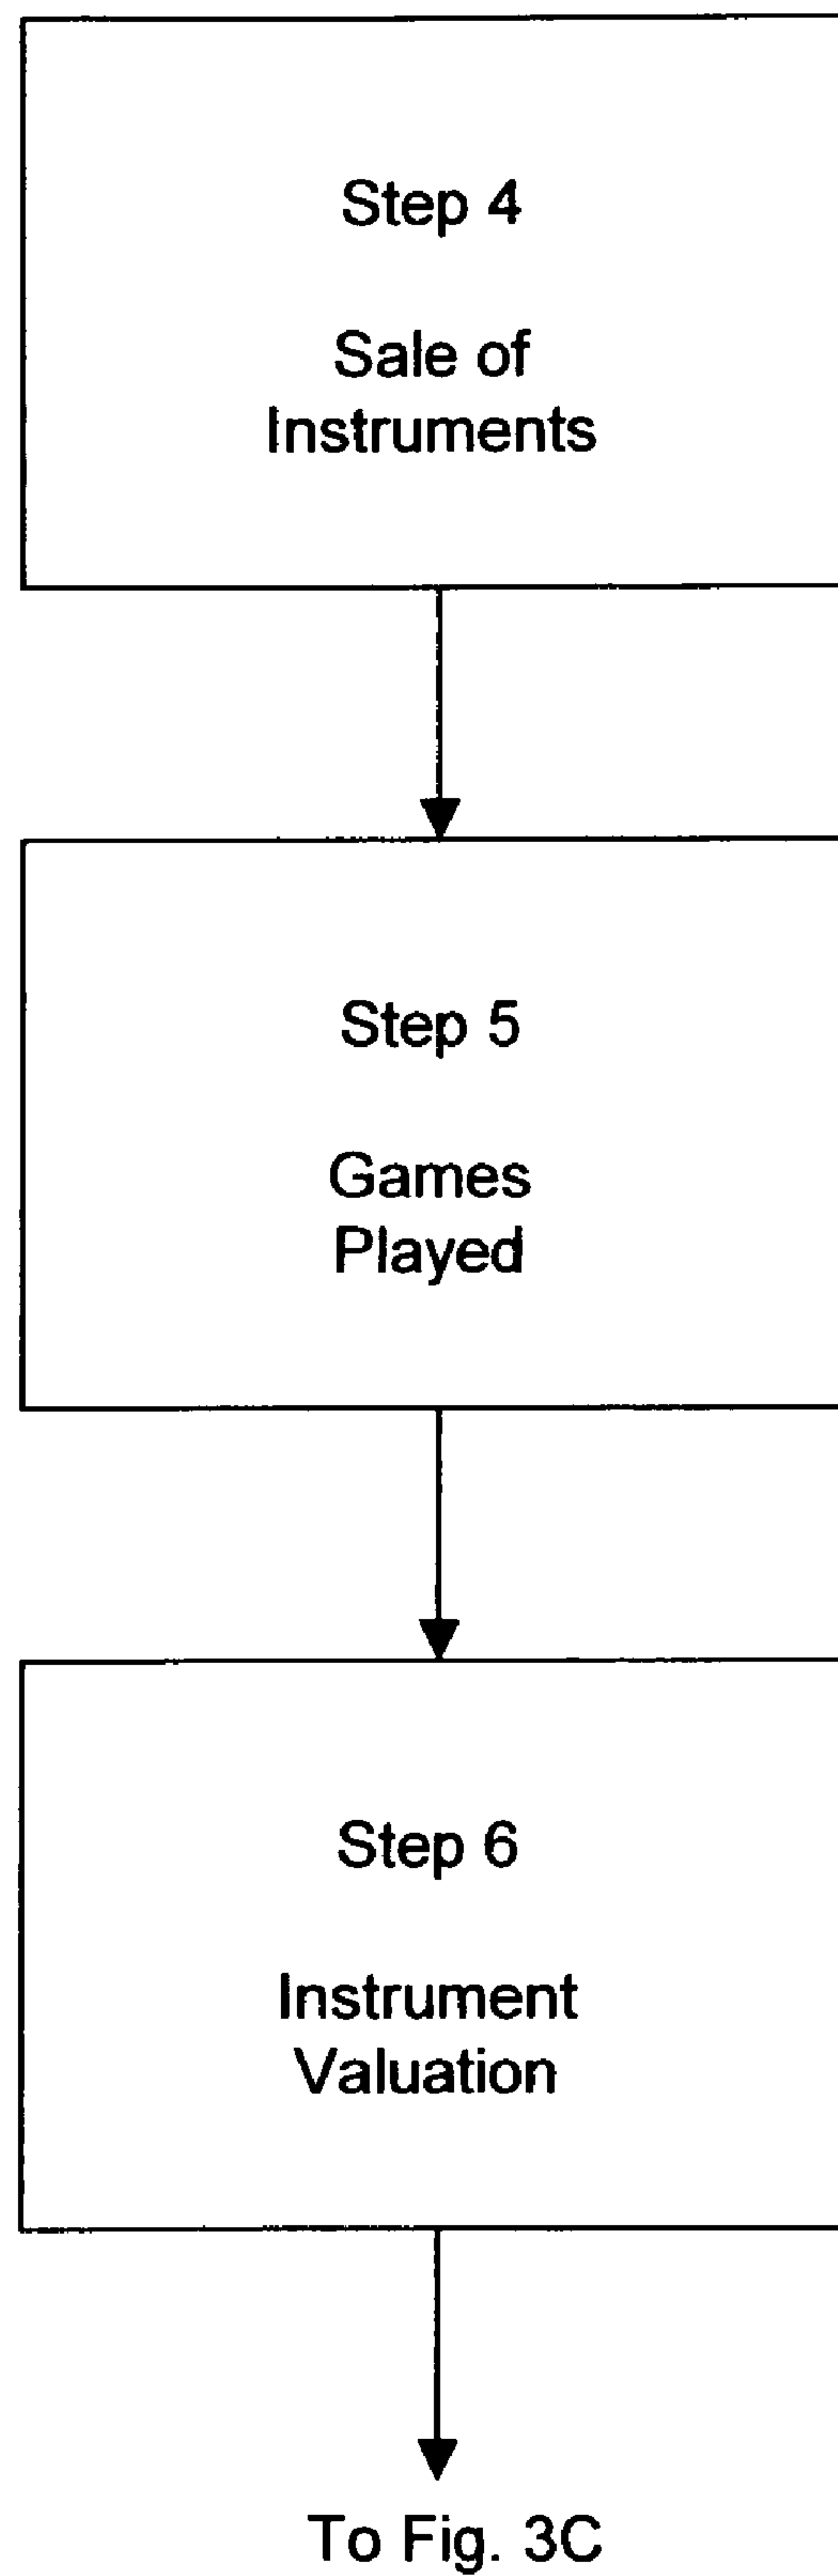 Step 4
Sale of
Instruments
Step 5
Games
Played
Step 6
Instrument
Valuation
To Fig. 3C